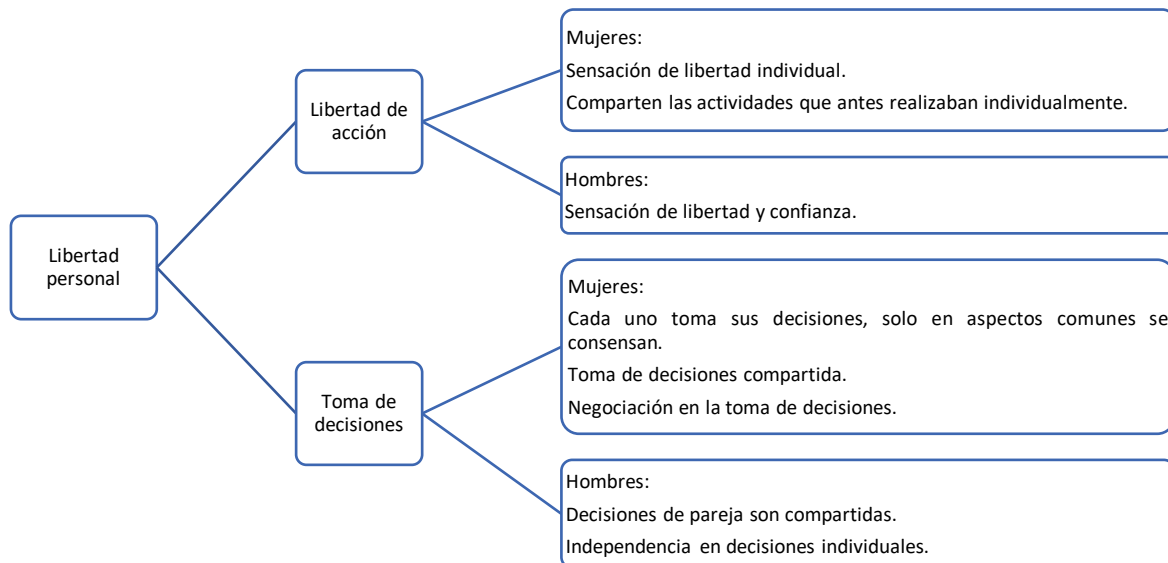 Libertad
personal
Libertad de
acción
Mujeres:
Sensación de libertad individual.
Comparten las actividades que antes realizaban individualmente.
Hombres:
Sensación de libertad y confianza.
Toma de
decisiones
Mujeres:
Cada uno toma sus decisiones, solo en aspectos comunes se
consensan.
Toma de decisiones compartida.
Negociación en la toma de decisiones.
Hombres:
Decisiones de pareja son compartidas.
Independencia en decisiones individuales.